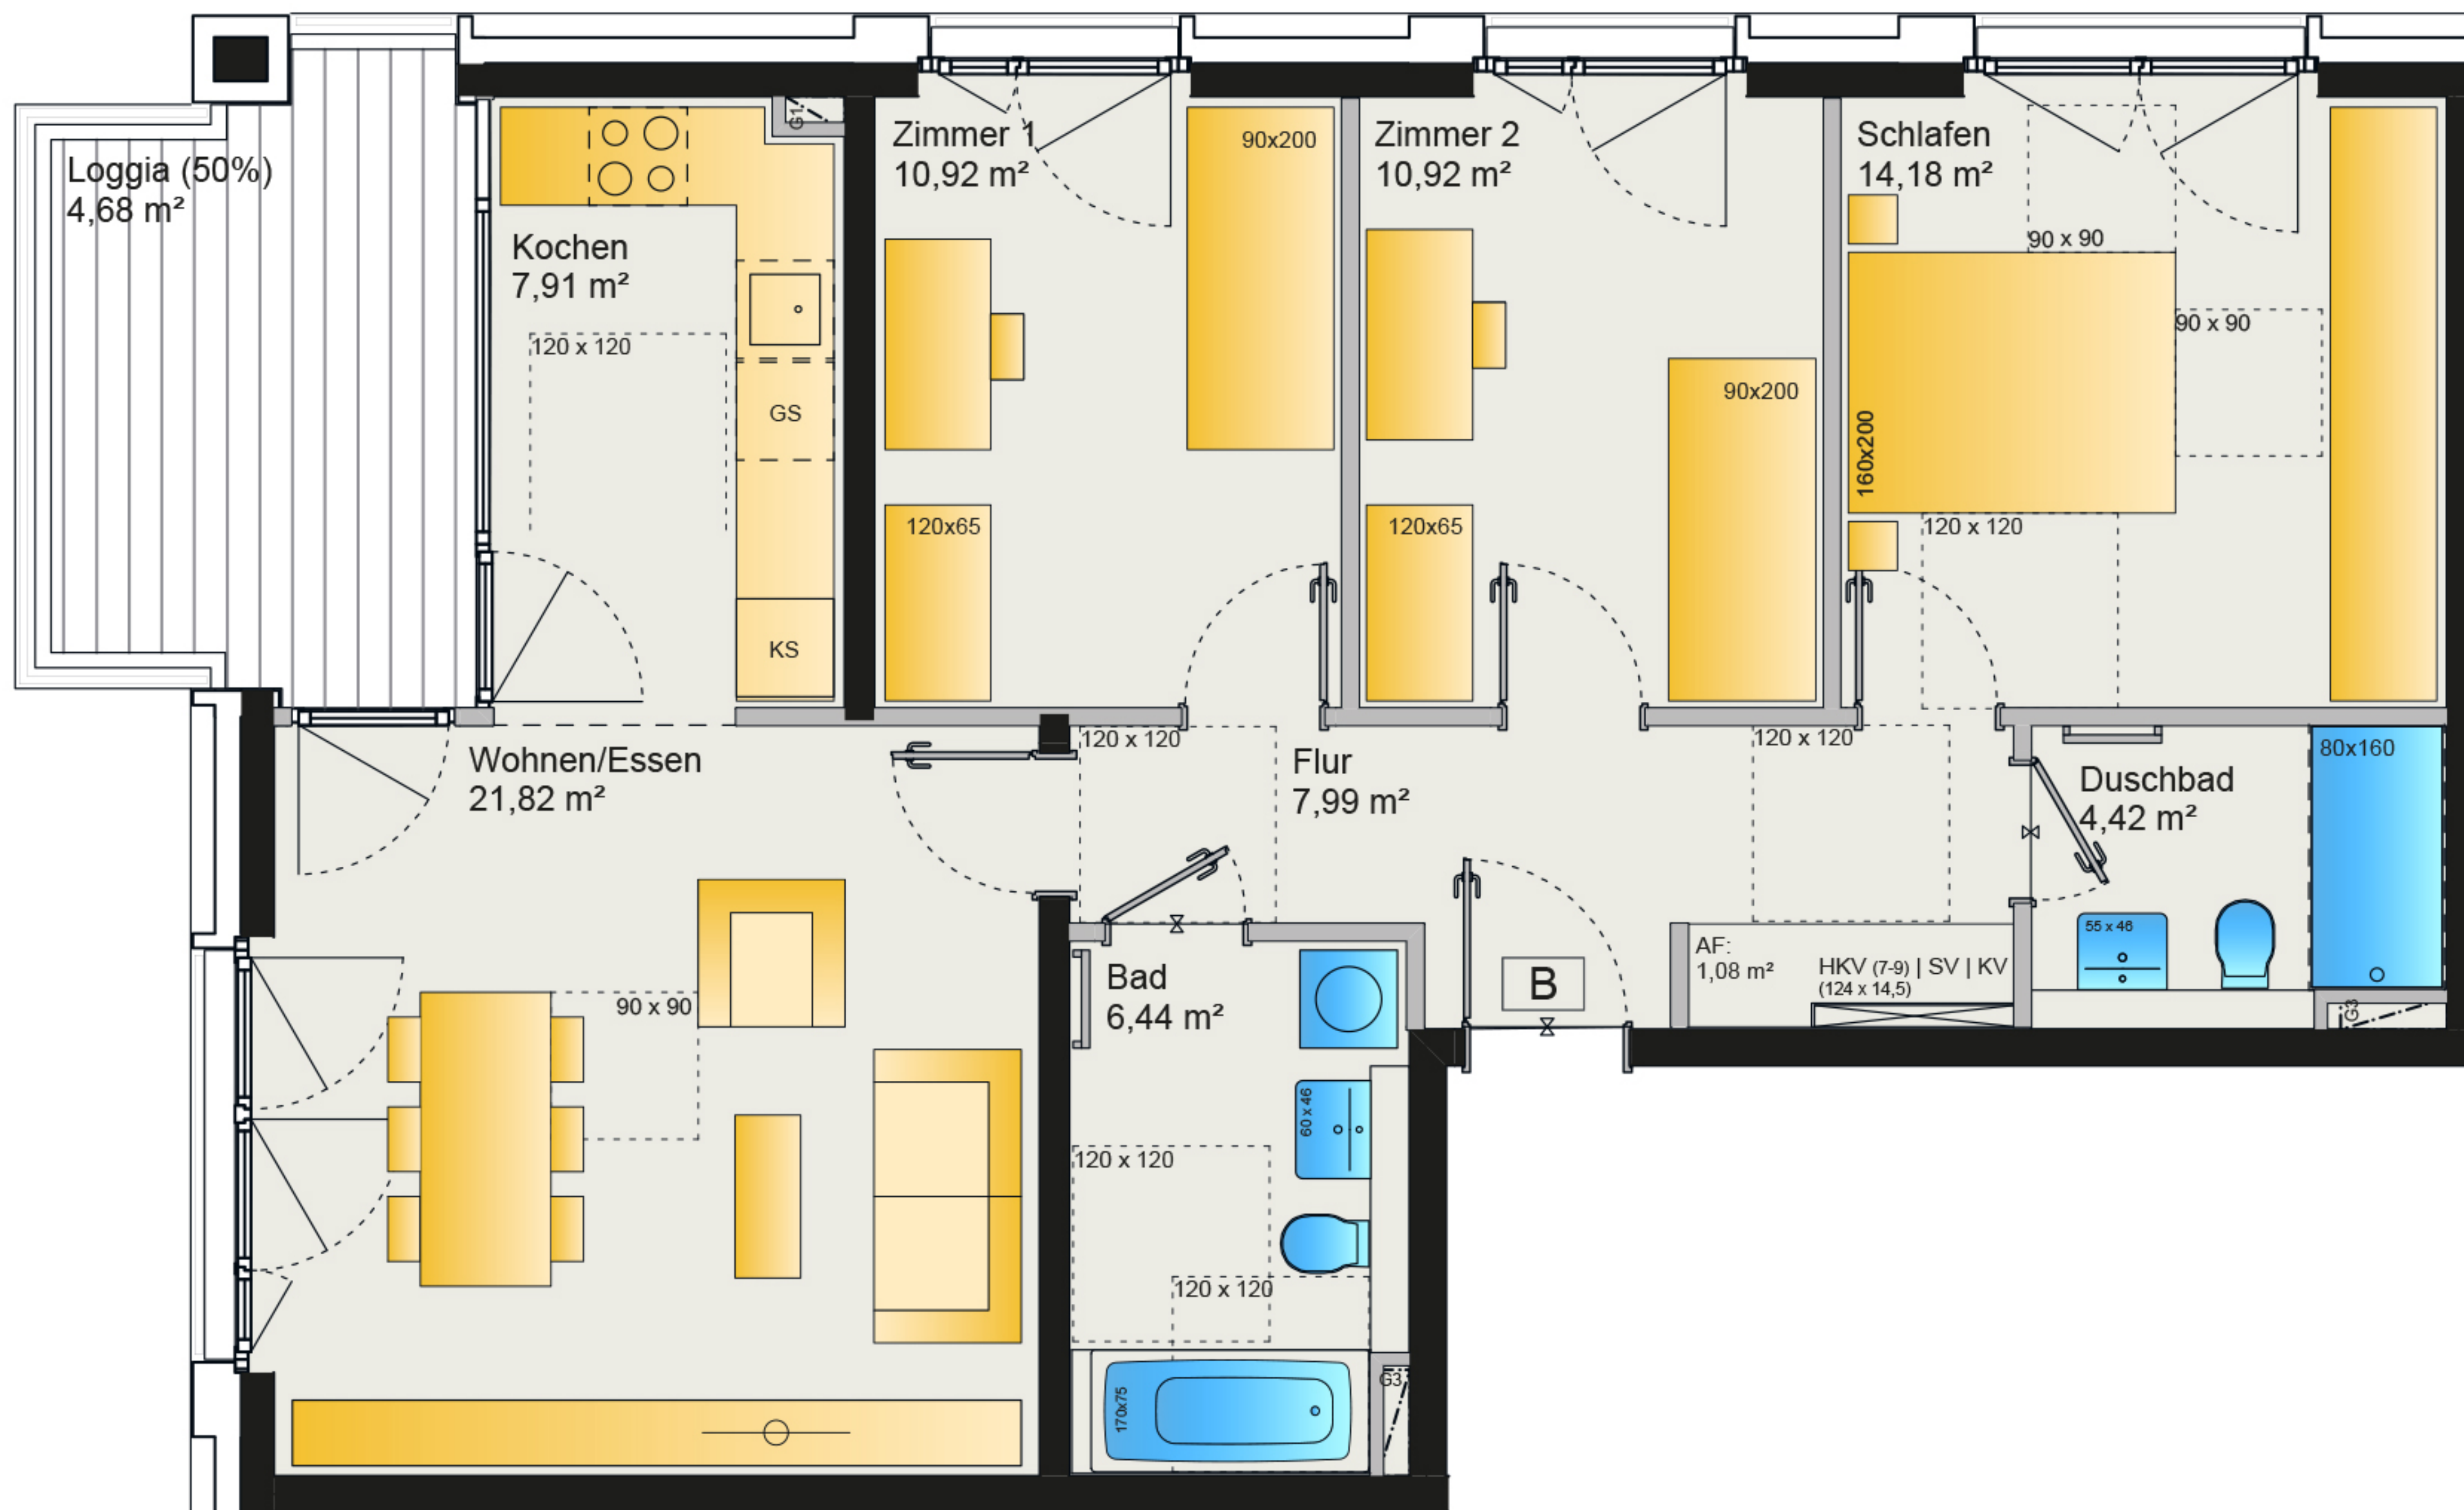 Loggia (50%)
4,68 m²
Kochen
7,91 m²
120 x 120
G1
GS
KS
Zimmer 1
10,92 m²
90x200
120x65
Zimmer 2
10,92 m²
90x200
120x65
Schlafen
14,18 m²
90 x 90
90 x 90
160x200
120 x 120
Wohnen/Essen
21,82 m²
90 x 90
120 x 120
Flur
7,99 m²
120 x 120
Duschbad
4,42 m²
80x160
55 x 46
G3
AF:
1,08 m²
HKV (7-9) | SV | KV
(124 x 14,5)
B
Bad
6,44 m²
60 x 46
120 x 120
120 x 120
170x75
G3